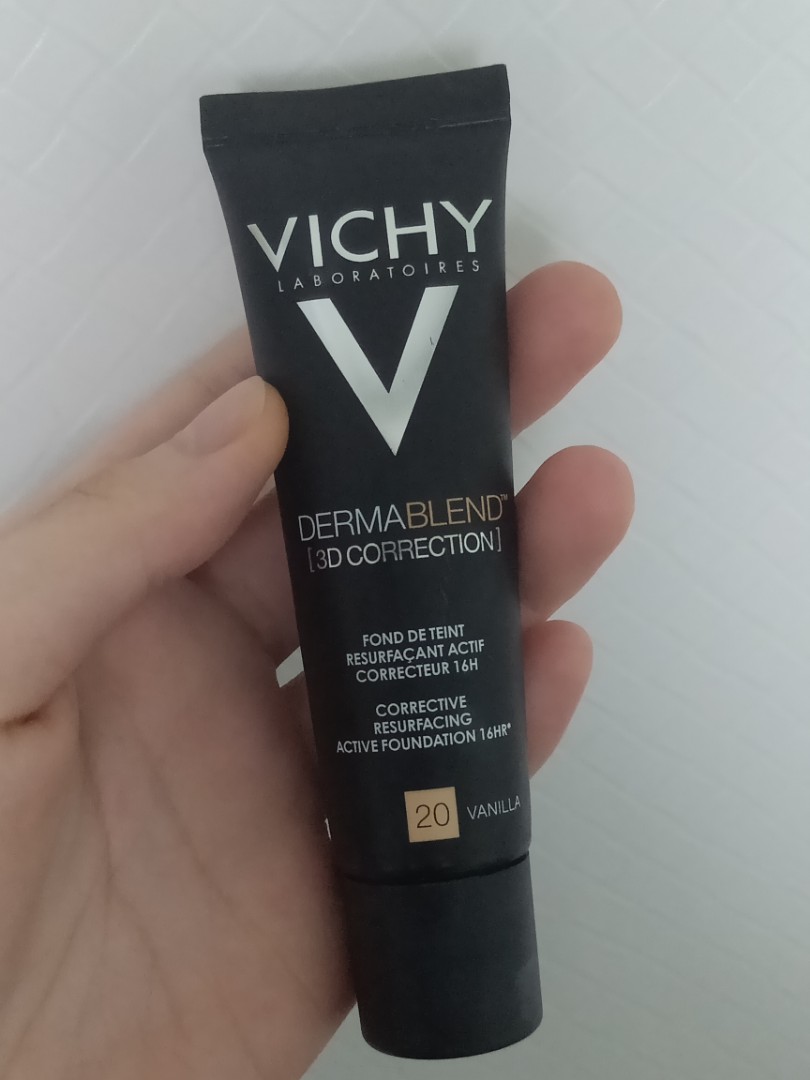 VICHY
LABORATOIRES
V
DERMABLEND™
[3D CORRECTION]
FOND DE TEINT
RESURFAÇANT ACTIF
CORRECTEUR 16H
CORRECTIVE
RESURFACING
ACTIVE FOUNDATION 16HR*
20 VANILLA